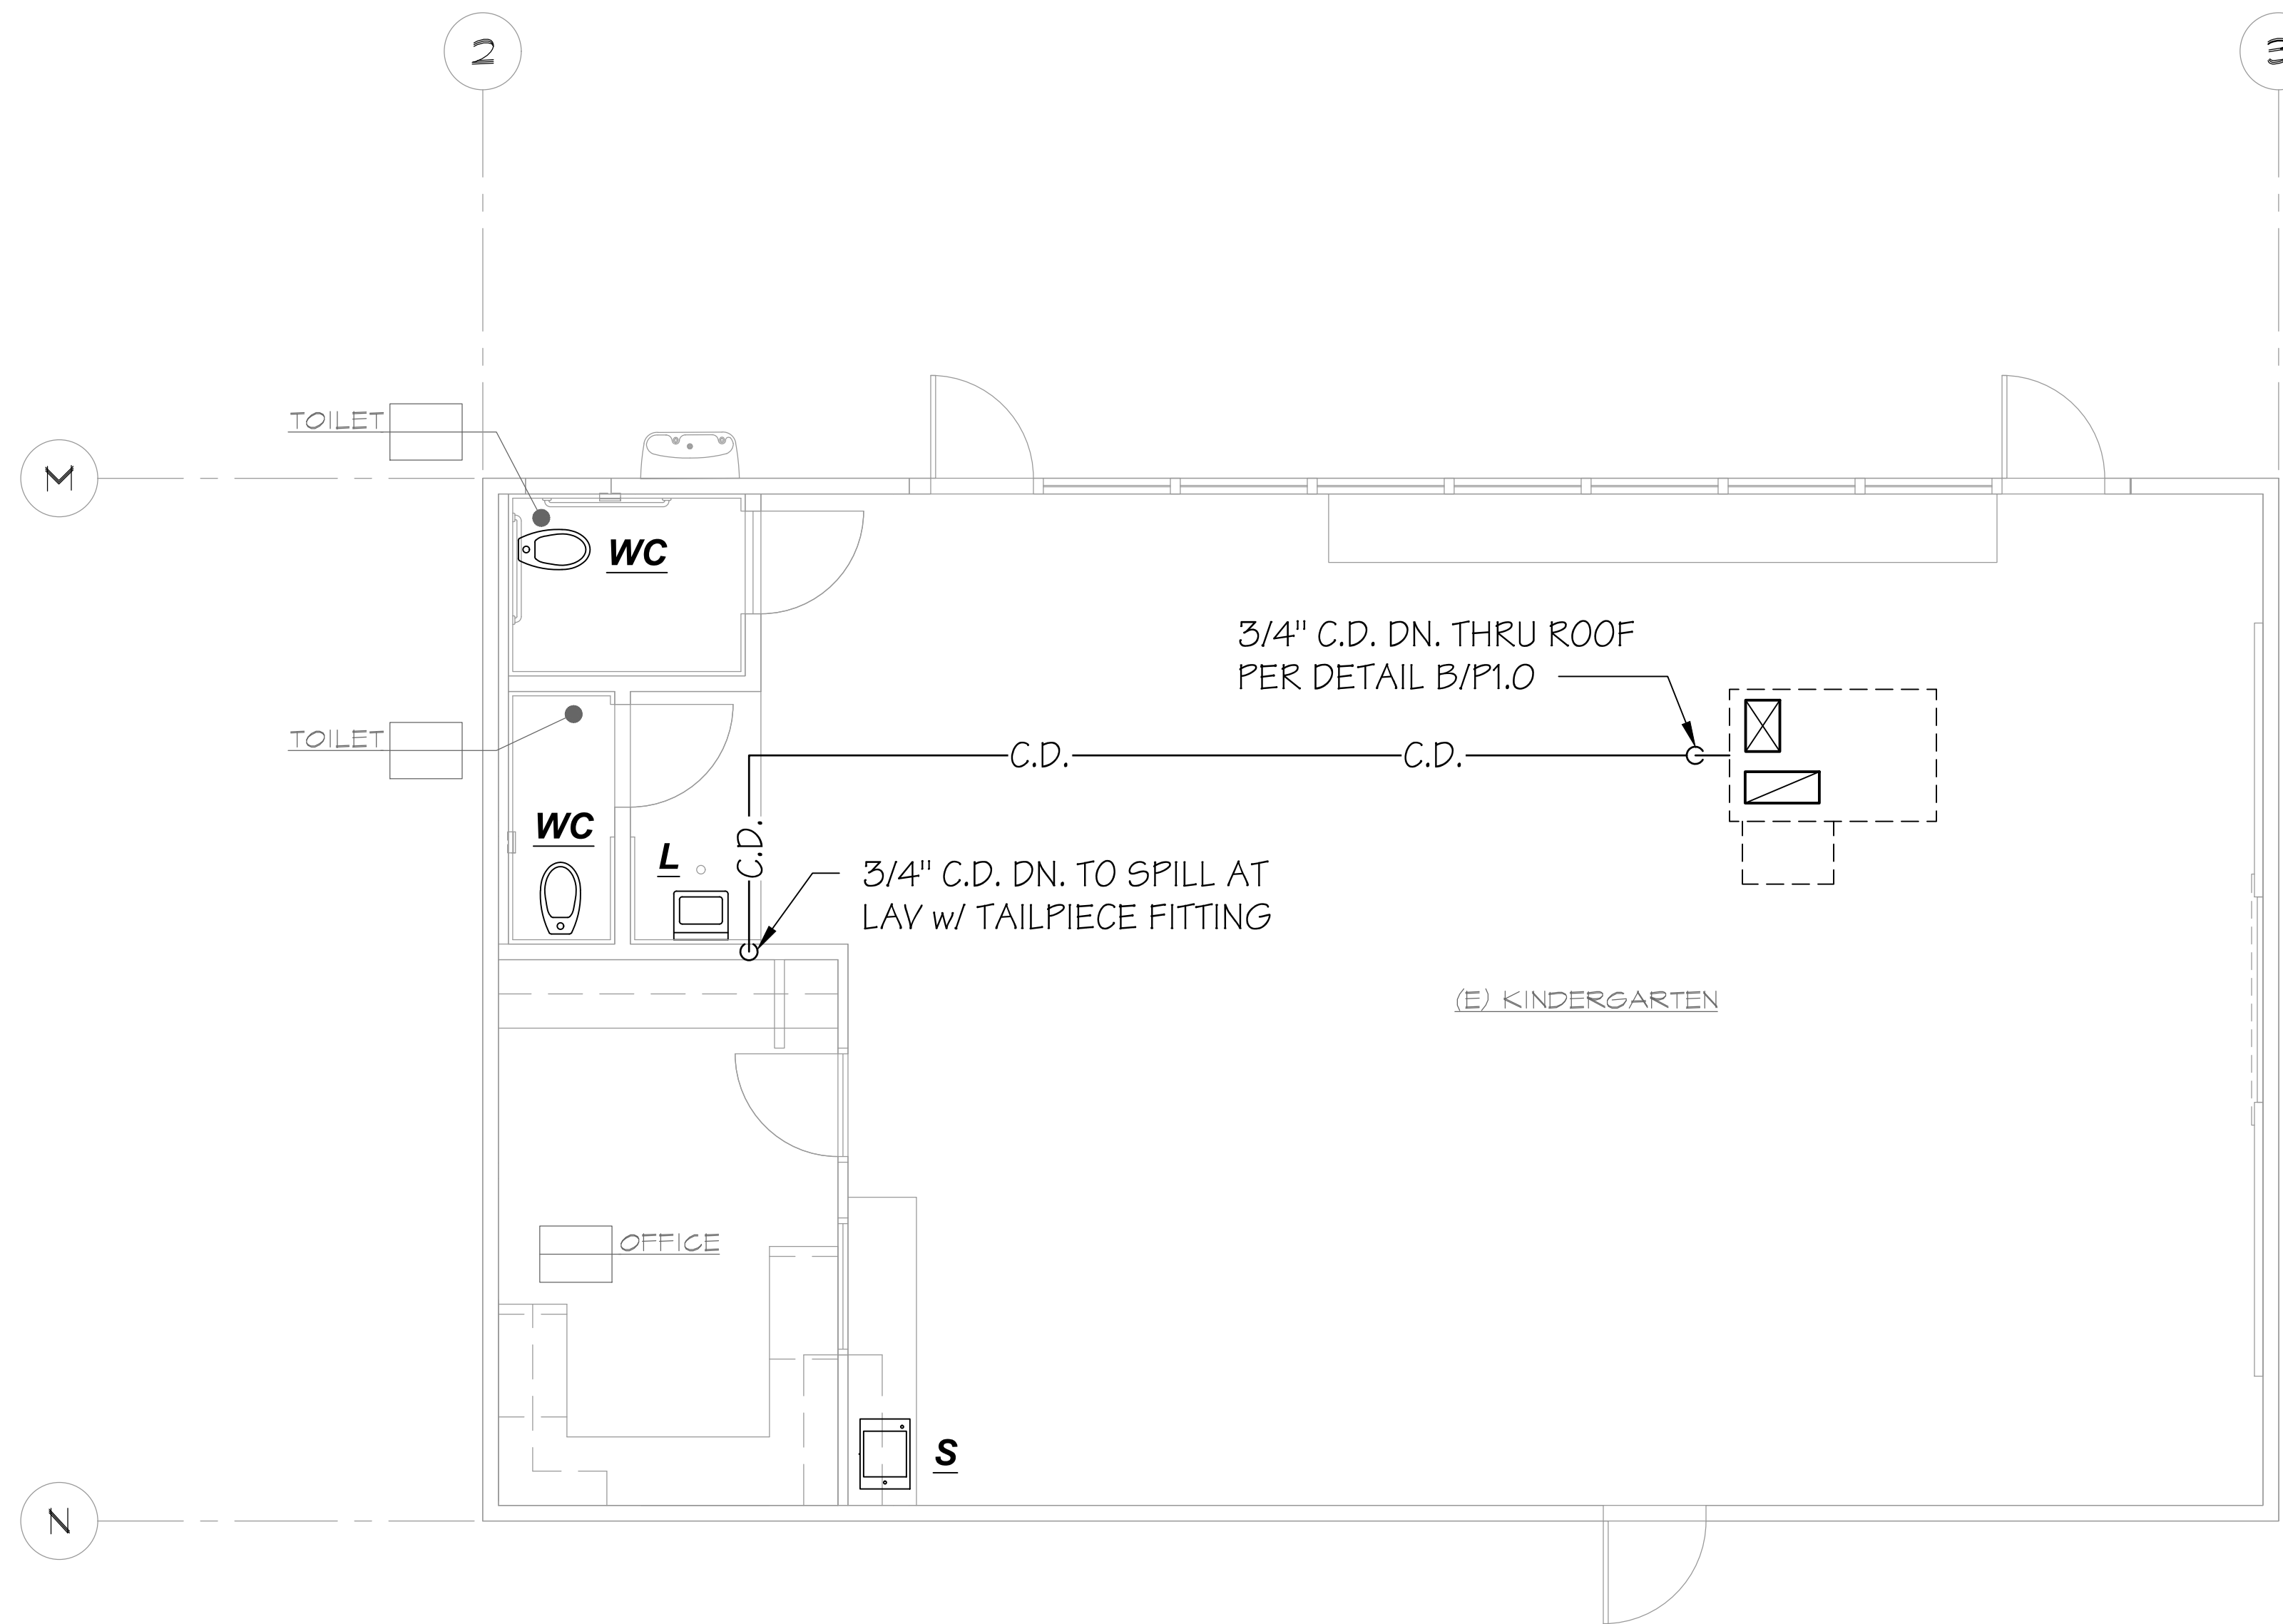 2
3
TOILET
M
WC
3/4" C.D. DN. THRU ROOF
PER DETAIL B/P1.0
TOILET
C.D.
C.D.
WC
C.D.
L
3/4" C.D. DN. TO SPILL AT
LAV w/ TAILPIECE FITTING
(E) KINDERGARTEN
OFFICE
S
N